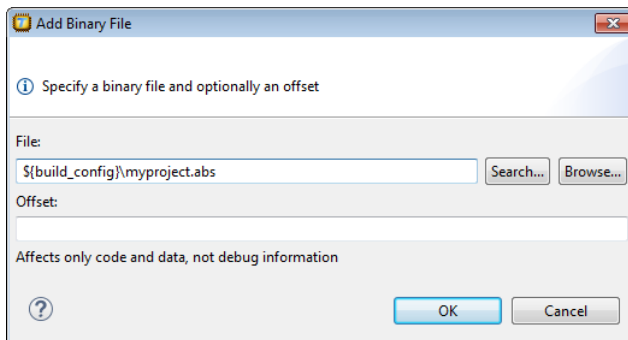 Add Binary File
Specify a binary file and optionally an offset
File:
${build_config}\myproject.abs
Search... Browse...
Offset:
Affects only code and data, not debug information
OK Cancel